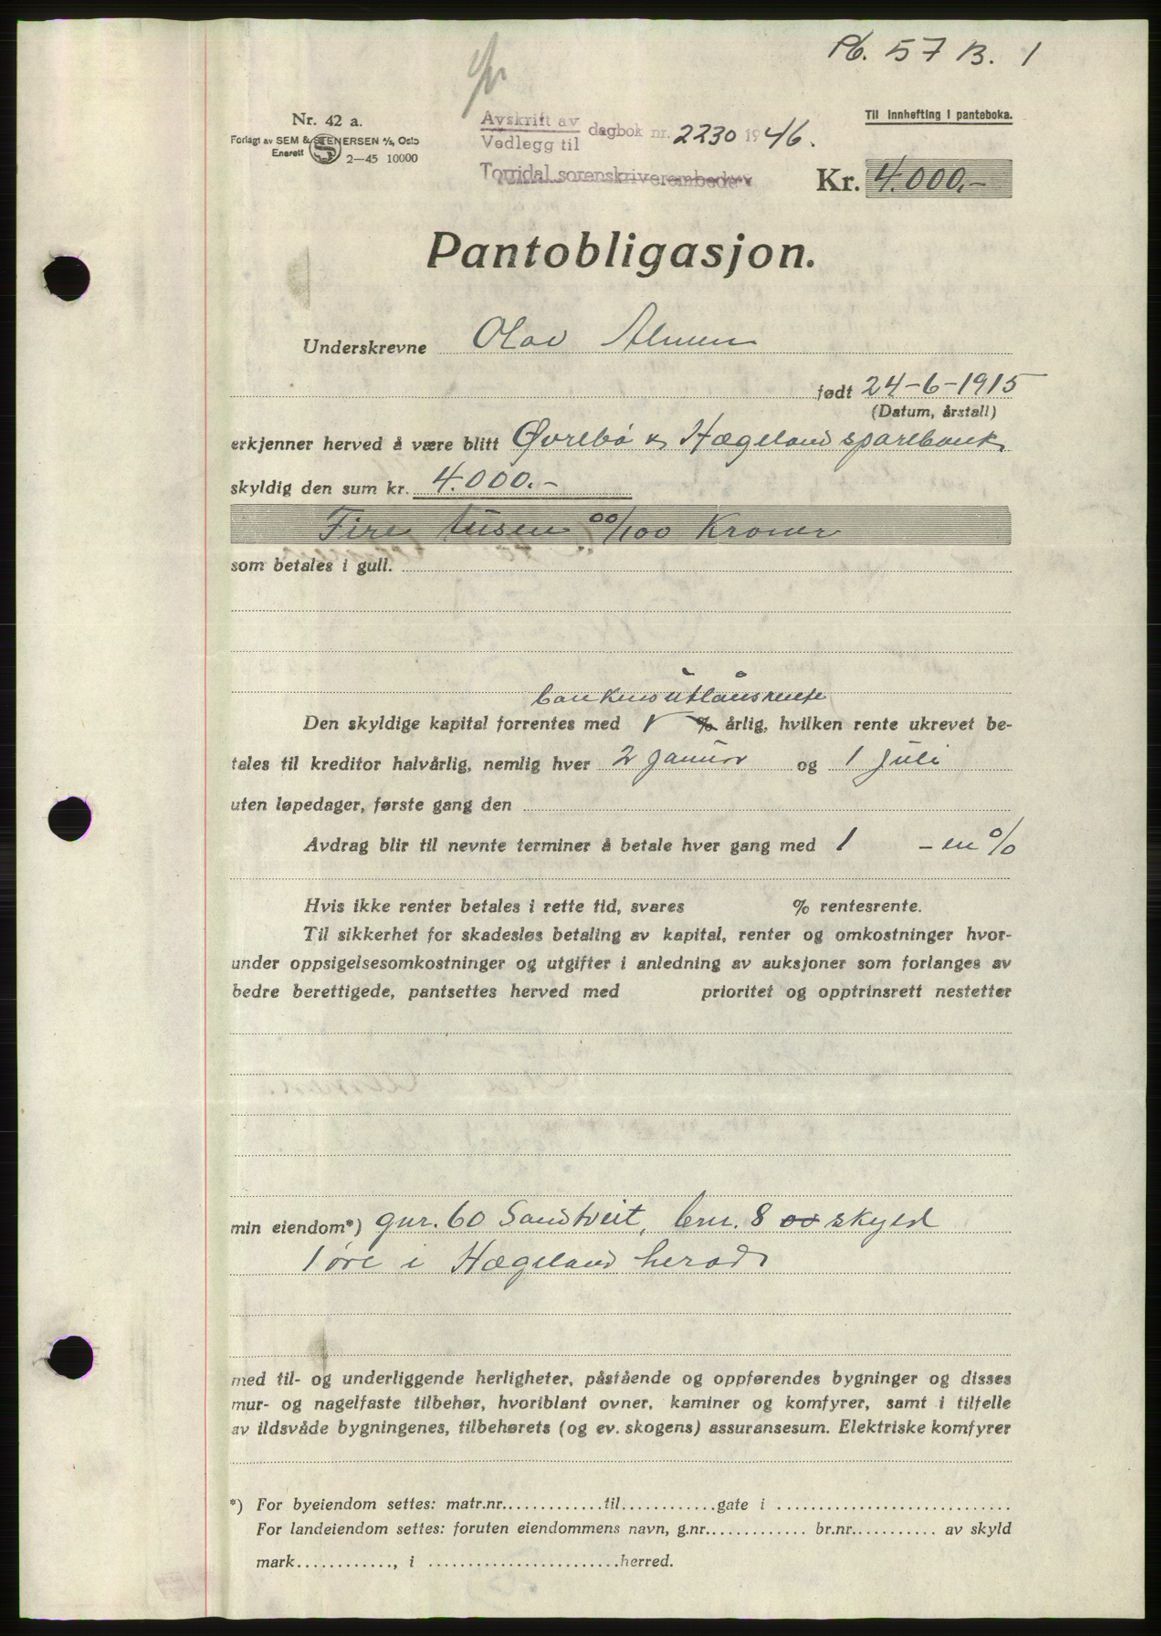 Pb. 57 B. 1
Nr. 42 a.
Forlagt av SEM & STENERSEN A/S, Oslo
Enerett 2-45 10000
Avskrift av
Vedlegg til dagbok nr. 2230 1946.
Torridal sorenskriverembede
Til innhefting i panteboka.
Kr. 4.000,-
Pantobligasjon.
Underskrevne Olav
født 24-6-1915
(Datum, årstall)
erkjenner herved å være blitt Øvrebø & Hægeland sparebank
skyldig den sum kr. 4.000.-
Fire tusen 00/100 Kroner
som betales i gull.
bankens utlånsrente
Den skyldige kapital forrentes med % årlig, hvilken rente ukrevet be-
tales til kreditor halvårlig, nemlig hver 2 januar og 1 juli
uten løpedager, første gang den
Avdrag blir til nevnte terminer å betale hver gang med 1 - en %
Hvis ikke renter betales i rette tid, svares % rentesrente.
Til sikkerhet for skadesløs betaling av kapital, renter og omkostninger hvor-
under oppsigelsesomkostninger og utgifter i anledning av auksjoner som forlanges av
bedre berettigede, pantsettes herved med prioritet og opptrinsrett nestetter
min eiendom*) gnr. 60 Sandtveit, brn. 8 av skyld
1 øre i Hægeland herad
med til- og underliggende herligheter, påstående og oppførendes bygninger og disses
mur- og nagelfaste tilbehør, hvoriblant ovner, kaminer og komfyrer, samt i tilfelle
av ildsvåde bygningenes, tilbehørets (og ev. skogens) assuransesum. Elektriske komfyrer
*) For byeiendom settes: matr.nr.............til............gate i ............................
For landeiendom settes: foruten eiendommens navn, g.nr............. br.nr........... av skyld
mark............, i .......................herred.